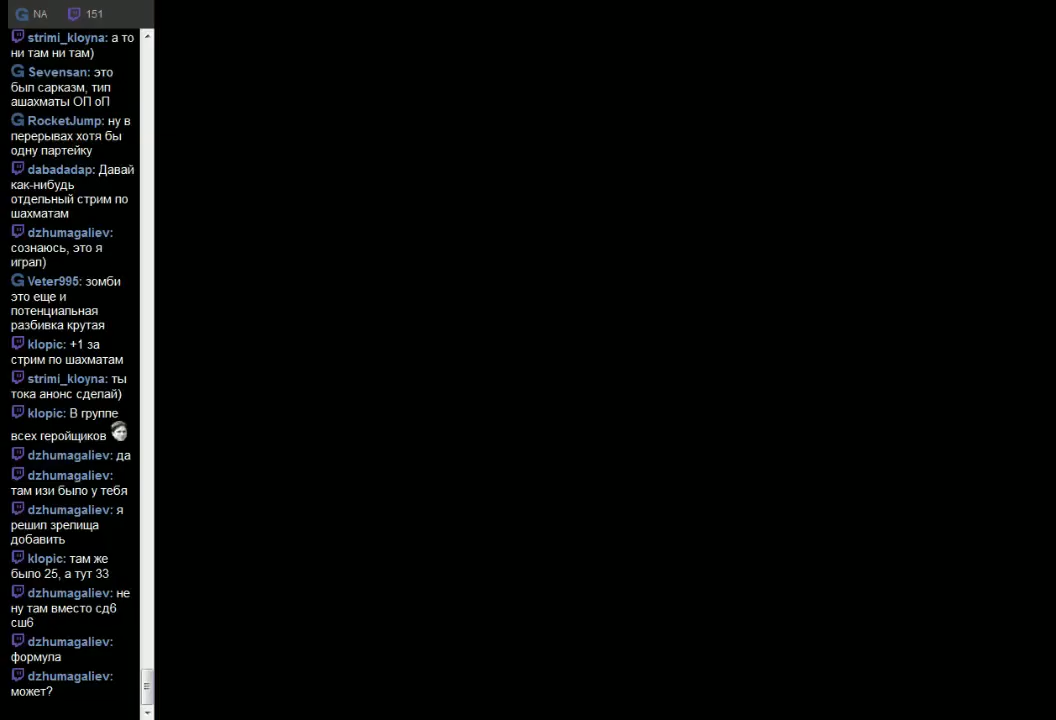 NA 151
strimi_kloyna: а то
ни там ни там)
Sevensan: это
был сарказм, тип
ашахматы ОП оП
RocketJump: ну в
перерывах хотя бы
одну партейку
dabadadap: Давай
как-нибудь
отдельный стрим по
шахматам
dzhumagaliev:
сознаюсь, это я
играл)
Veter995: зомби
это еще и
потенциальная
разбивка крутая
klopic: +1 за
стрим по шахматам
strimi_kloyna: ты
тока анонс сделай)
klopic: В группе
всех геройщиков
dzhumagaliev: да
dzhumagaliev:
там изи было у тебя
dzhumagaliev: я
решил зрелища
добавить
klopic: там же
было 25, а тут 33
dzhumagaliev: не
ну там вместо сд6
сш6
dzhumagaliev:
формула
dzhumagaliev:
может?